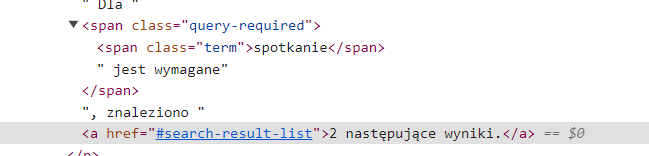 " Dla "
▼<span class="query-required">
<span class="term">spotkanie</span>
" jest wymagane"
</span>
", znaleziono "
<a href="#search-result-list">2 następujące wyniki.</a> == $0
</p>